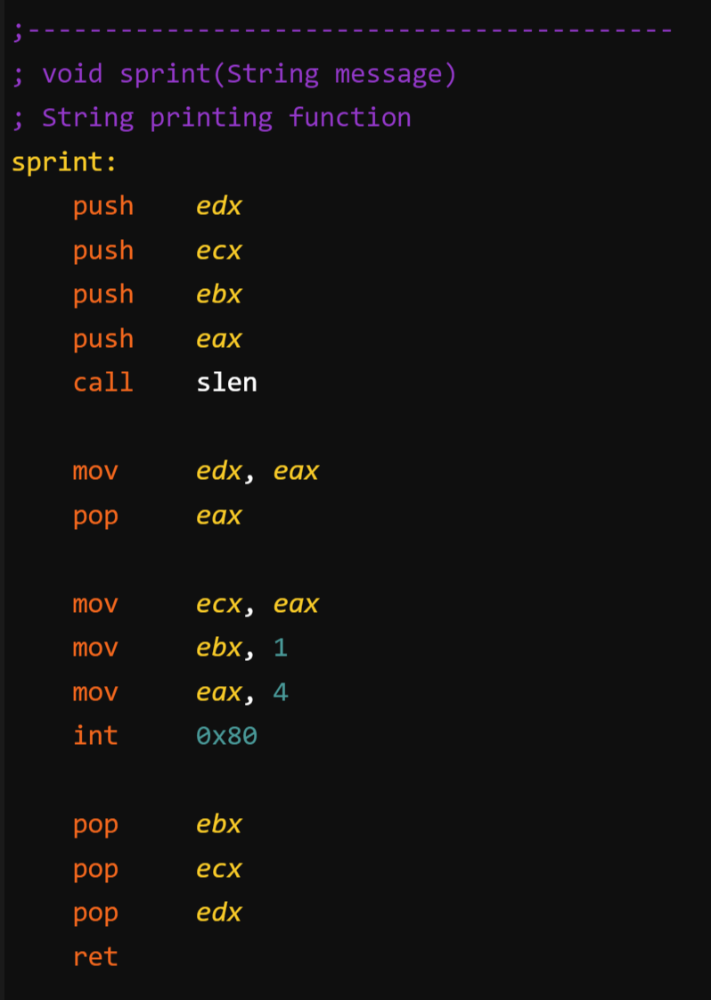 ;------------------------------------------
; void sprint(String message)
; String printing function
sprint:
    push    edx
    push    ecx
    push    ebx
    push    eax
    call    slen

    mov     edx, eax
    pop     eax

    mov     ecx, eax
    mov     ebx, 1
    mov     eax, 4
    int     0x80

    pop     ebx
    pop     ecx
    pop     edx
    ret